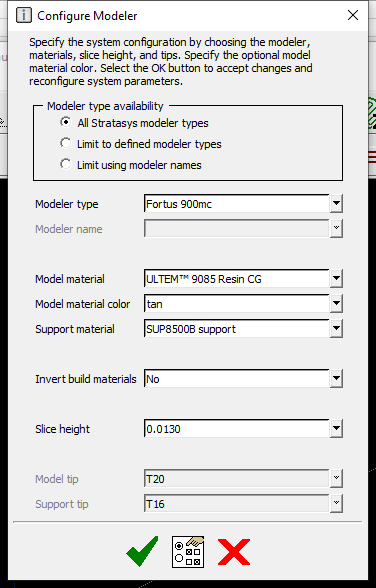 Configure Modeler
Specify the system configuration by choosing the modeler,
materials, slice height, and tips. Specify the optional model
material color. Select the OK button to accept changes and
reconfigure system parameters.
Modeler type availability
All Stratasys modeler types
Limit to defined modeler types
Limit using modeler names
Modeler type Fortus 900mc
Modeler name
Model material ULTEM™ 9085 Resin CG
Model material color tan
Support material SUP8500B support
Invert build materials No
Slice height 0.0130
Model tip T20
Support tip T16